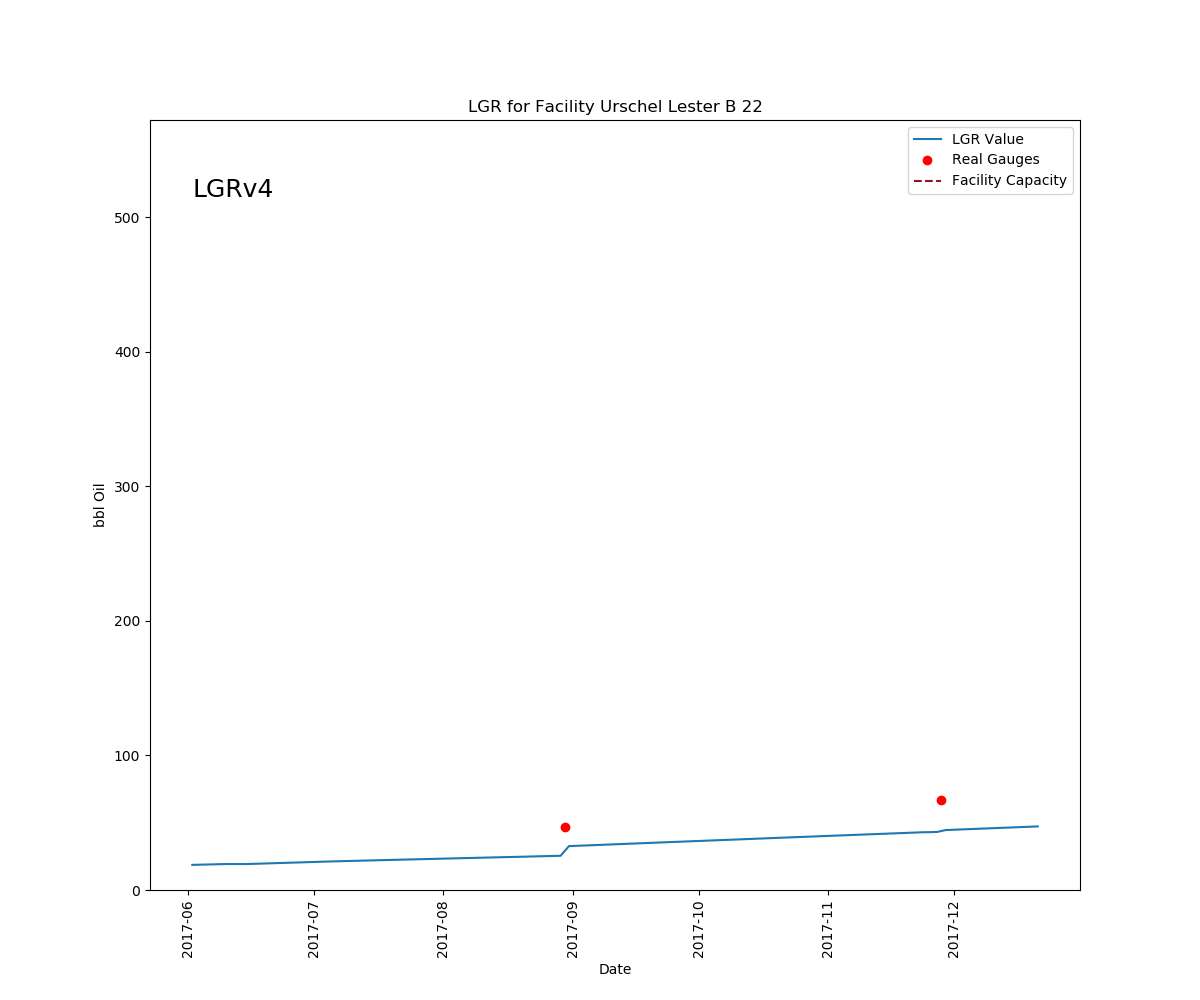 LGR for Facility Urschel Lester B 22
LGRv4
LGR Value
Real Gauges
Facility Capacity
500
400
300
200
100
0
bbl Oil
2017-06
2017-07
2017-08
2017-09
2017-10
2017-11
2017-12
Date